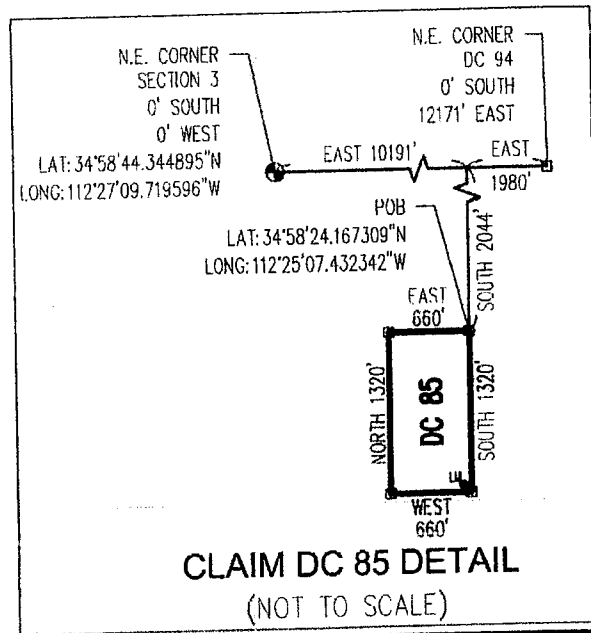 N.E. CORNER
SECTION 3
0' SOUTH
0' WEST
LAT: 34°58'44.344895"N
LONG: 112°27'09.719596"W
N.E. CORNER
DC 94
0' SOUTH
12171' EAST
EAST 10191'
EAST
1980'
POB
LAT: 34°58'24.167309"N
LONG: 112°25'07.432342"W
SOUTH 2044'
EAST
660'
NORTH 1320'
DC 85
SOUTH 1320'
LM
WEST
660'
CLAIM DC 85 DETAIL
(NOT TO SCALE)